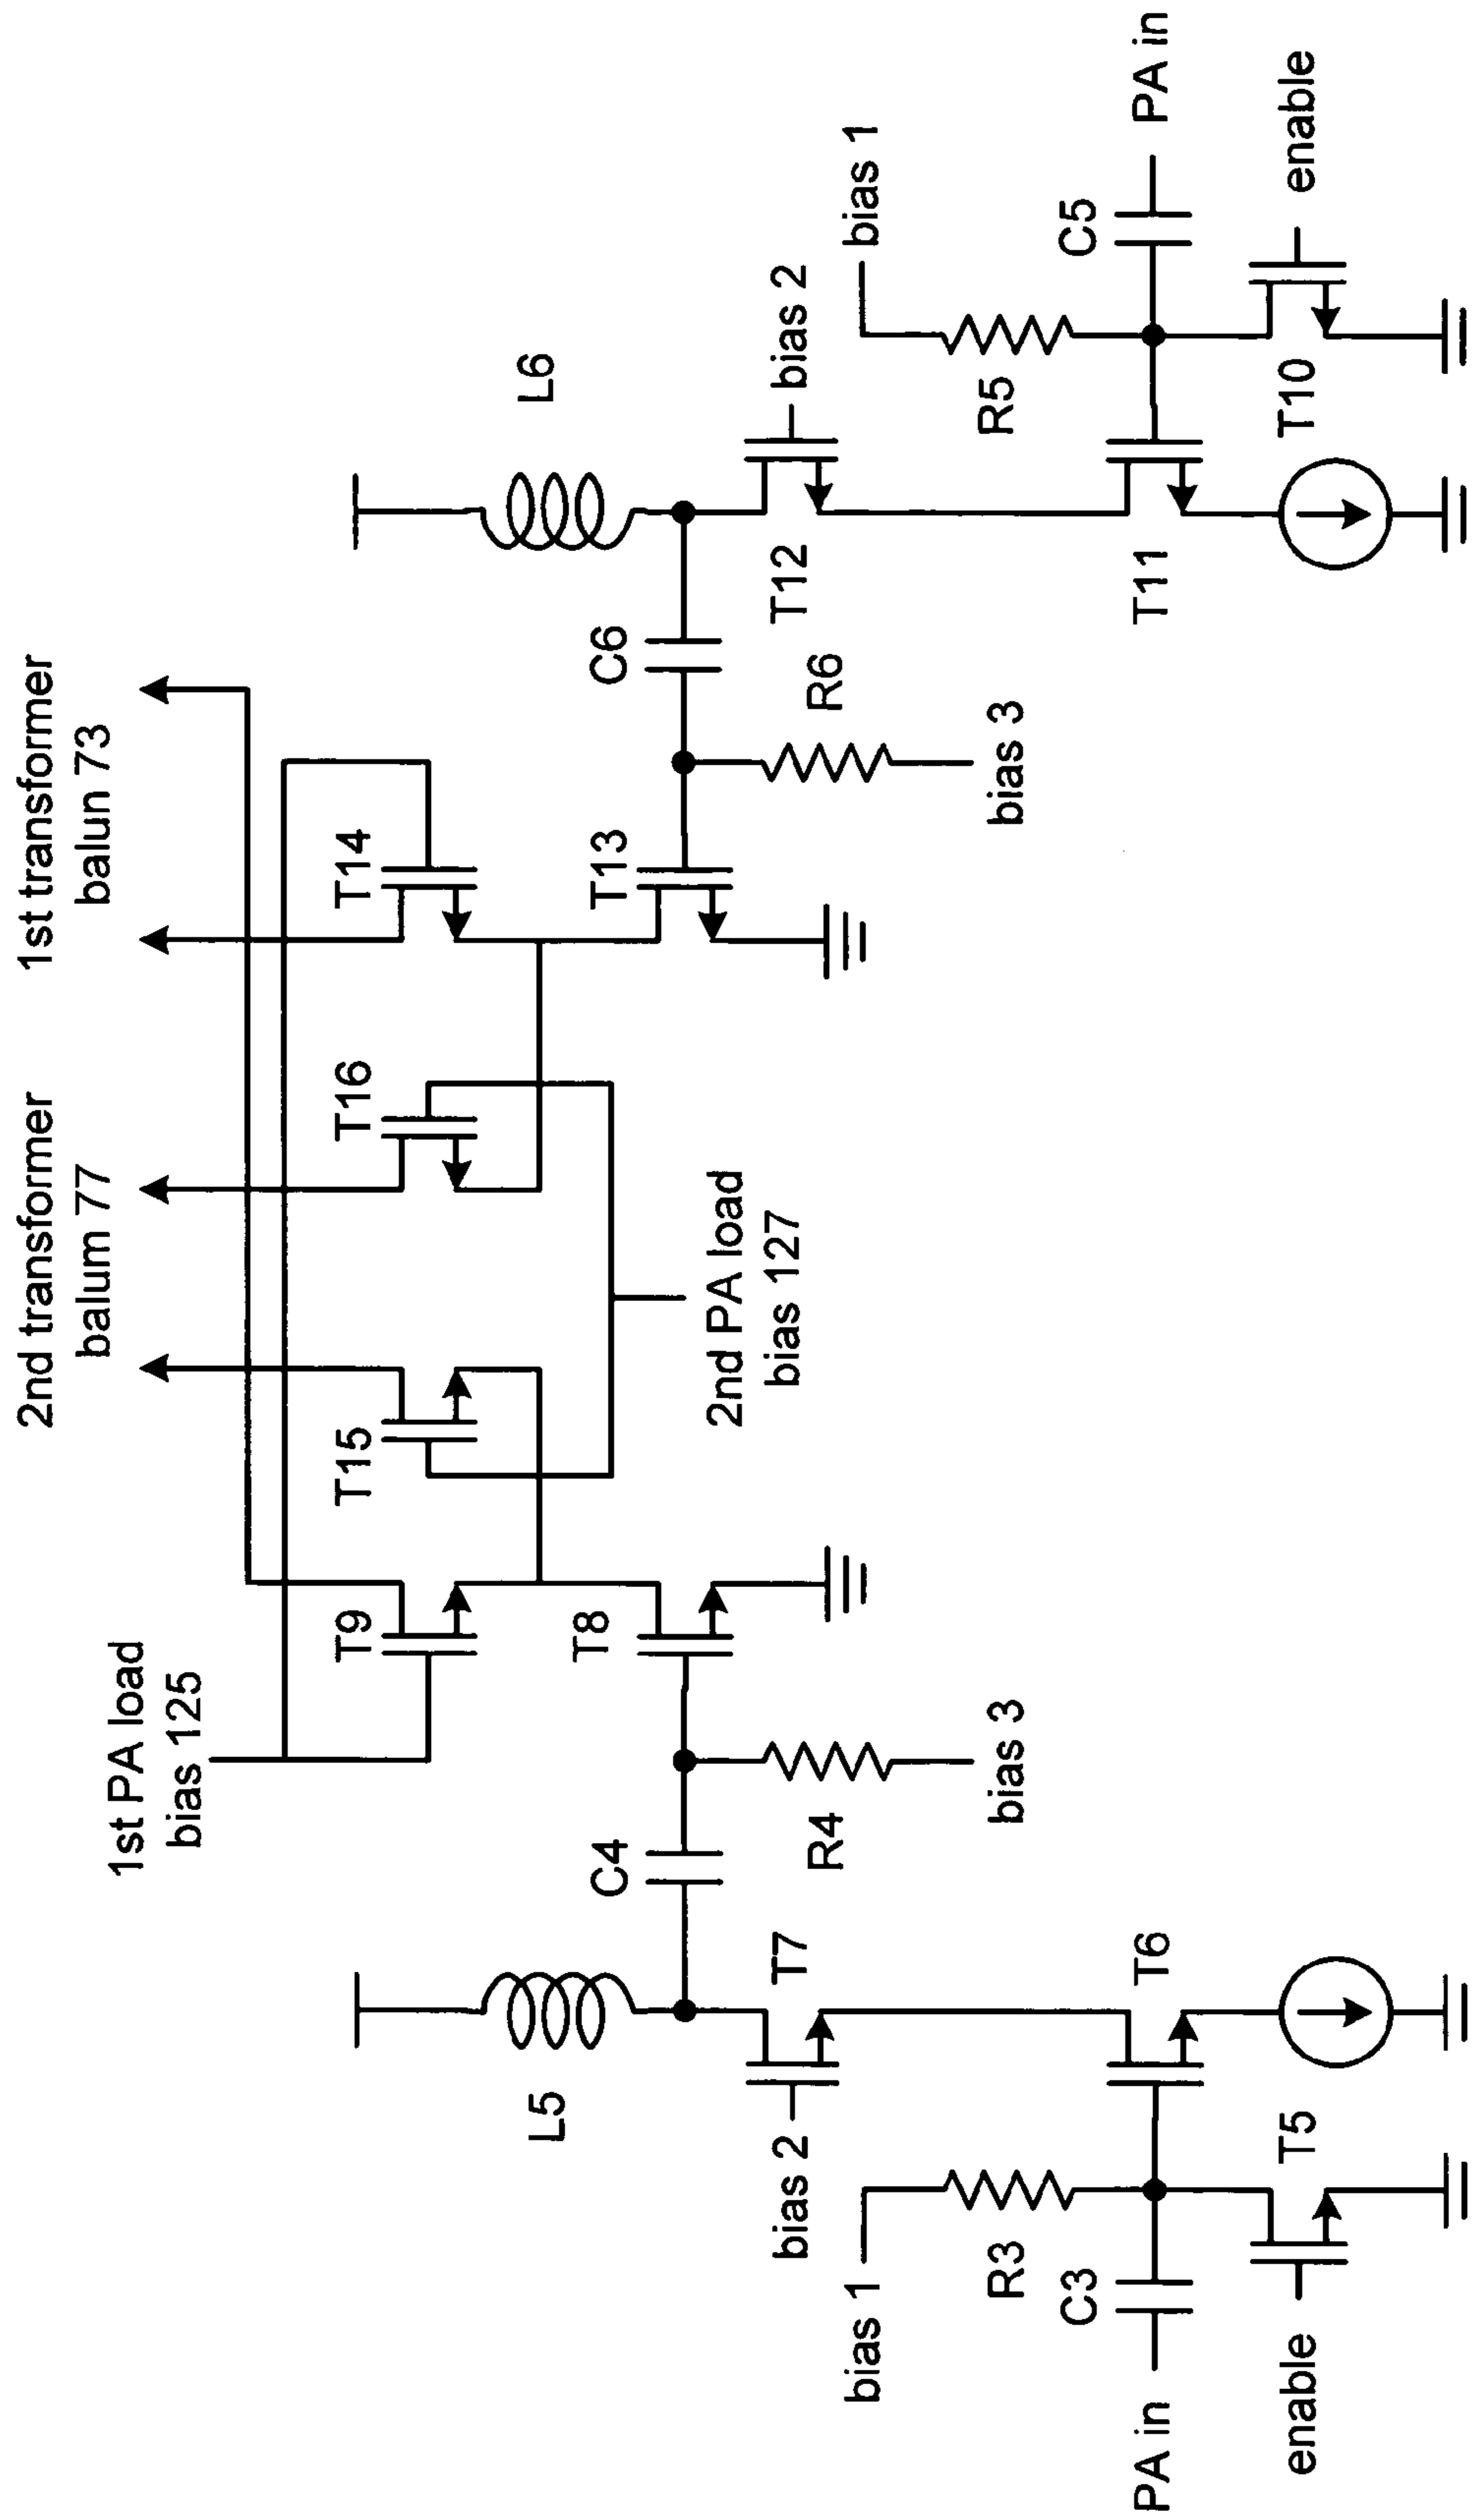 1st PA load
bias 125
2nd transformer
balum 77
1st transformer
balun 73
T9
T15
T16
T14
L5
L6
C4
T8
T13
C6
bias 2
T7
R4
bias 3
2nd PA load
bias 127
bias 3
R6
T12
bias 2
bias 1
bias 1
R3
C3
PA in
T6
T11
R5
C5
PA in
enable
T5
T10
enable